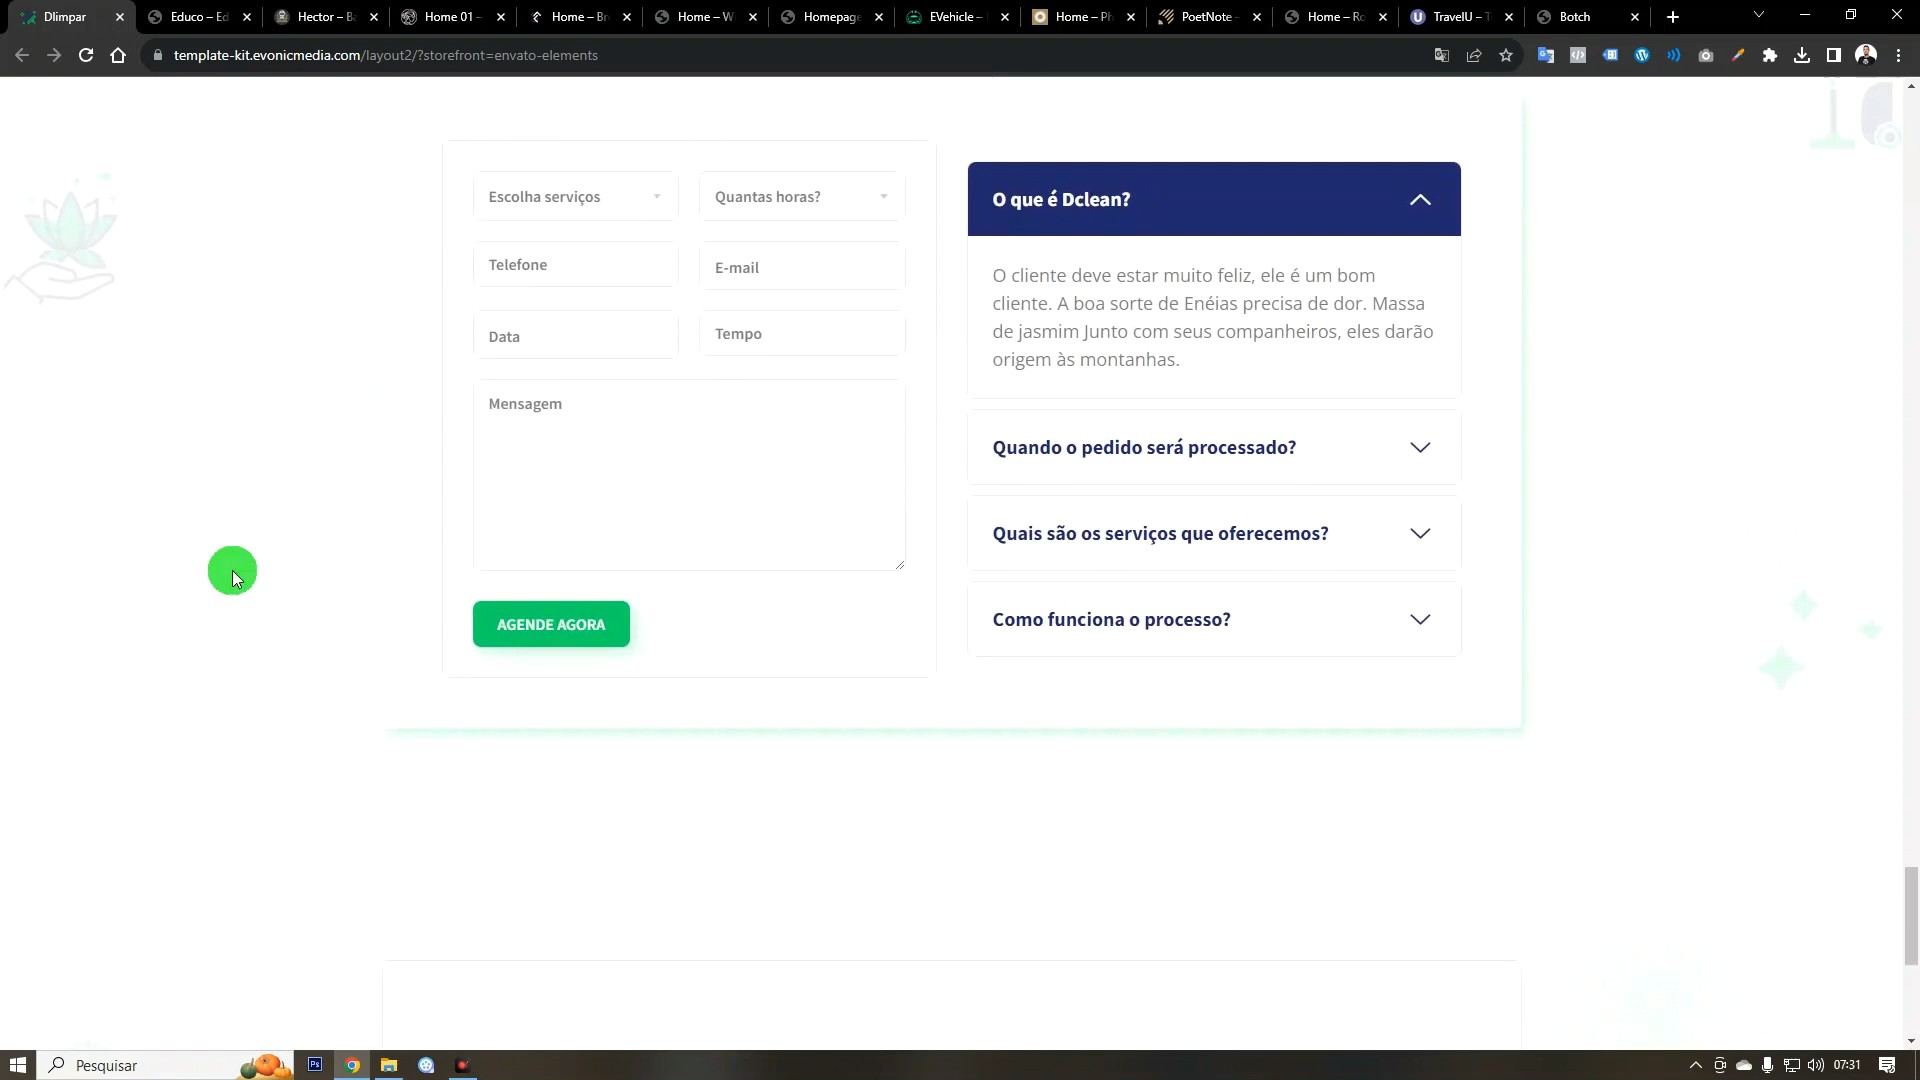 Dlimpar
Educo – Ed
Hector – Ba
Home 01 –
Home – Br
Home – Wi
Homepage
EVehicle –
Home – Ph
PoetNote –
Home – Ro
TravelU – T
Botch
template-kit.evonicmedia.com/layout2/?storefront=envato-elements
Escolha serviços
Quantas horas?
Telefone
E-mail
Data
Tempo
Mensagem
AGENDE AGORA
O que é Dclean?
O cliente deve estar muito feliz, ele é um bom
cliente. A boa sorte de Enéias precisa de dor. Massa
de jasmim Junto com seus companheiros, eles darão
origem às montanhas.
Quando o pedido será processado?
Quais são os serviços que oferecemos?
Como funciona o processo?
Pesquisar
07:31